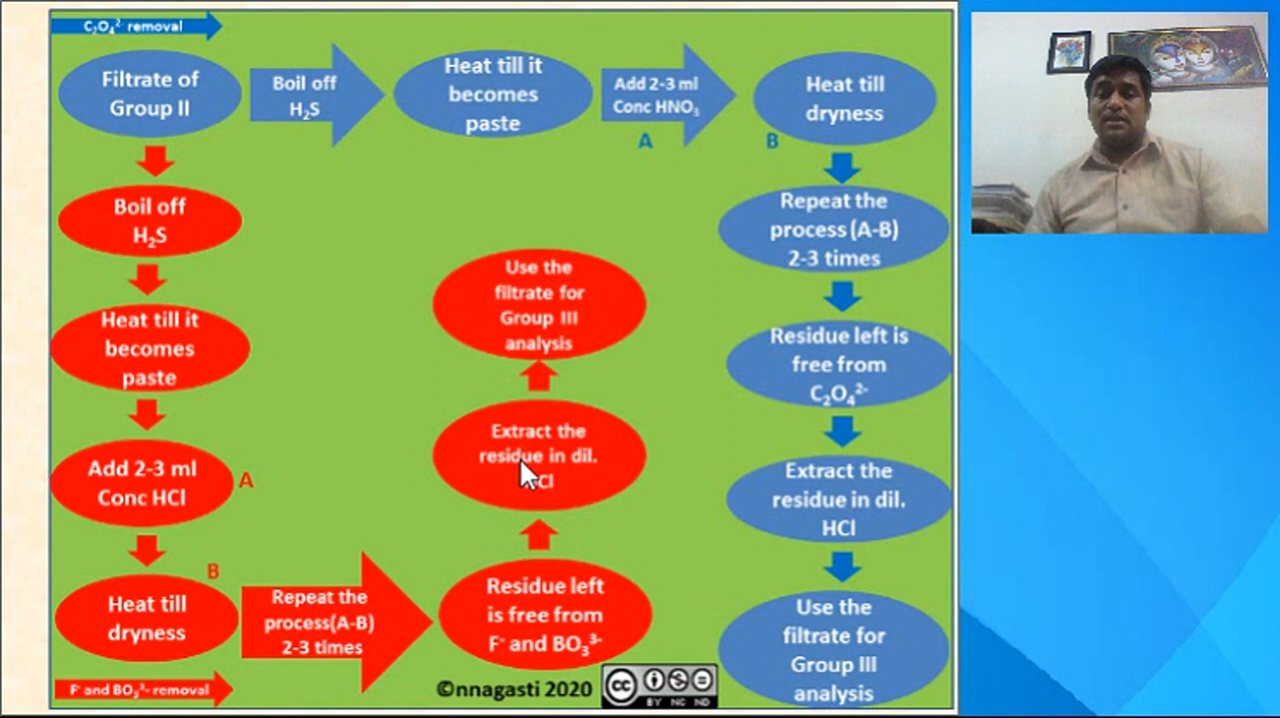 C₂O₄²⁻ removal
Filtrate of
Group II
Boil off
H₂S
Heat till it
becomes
paste
Add 2-3 ml
Conc HNO₃
A
Heat till
dryness
B
Repeat the
process (A-B)
2-3 times
Residue left is
free from
C₂O₄²⁻
Extract the
residue in dil.
HCl
Use the
filtrate for
Group III
analysis
Boil off
H₂S
Heat till it
becomes
paste
Add 2-3 ml
Conc HCl
A
Heat till
dryness
B
Repeat the
process(A-B)
2-3 times
Residue left
is free from
F⁻ and BO₃³⁻
Extract the
residue in dil.
HCl
Use the
filtrate for
Group III
analysis
F⁻ and BO₃³⁻ removal
©nnagasti 2020
cc
BY NC ND